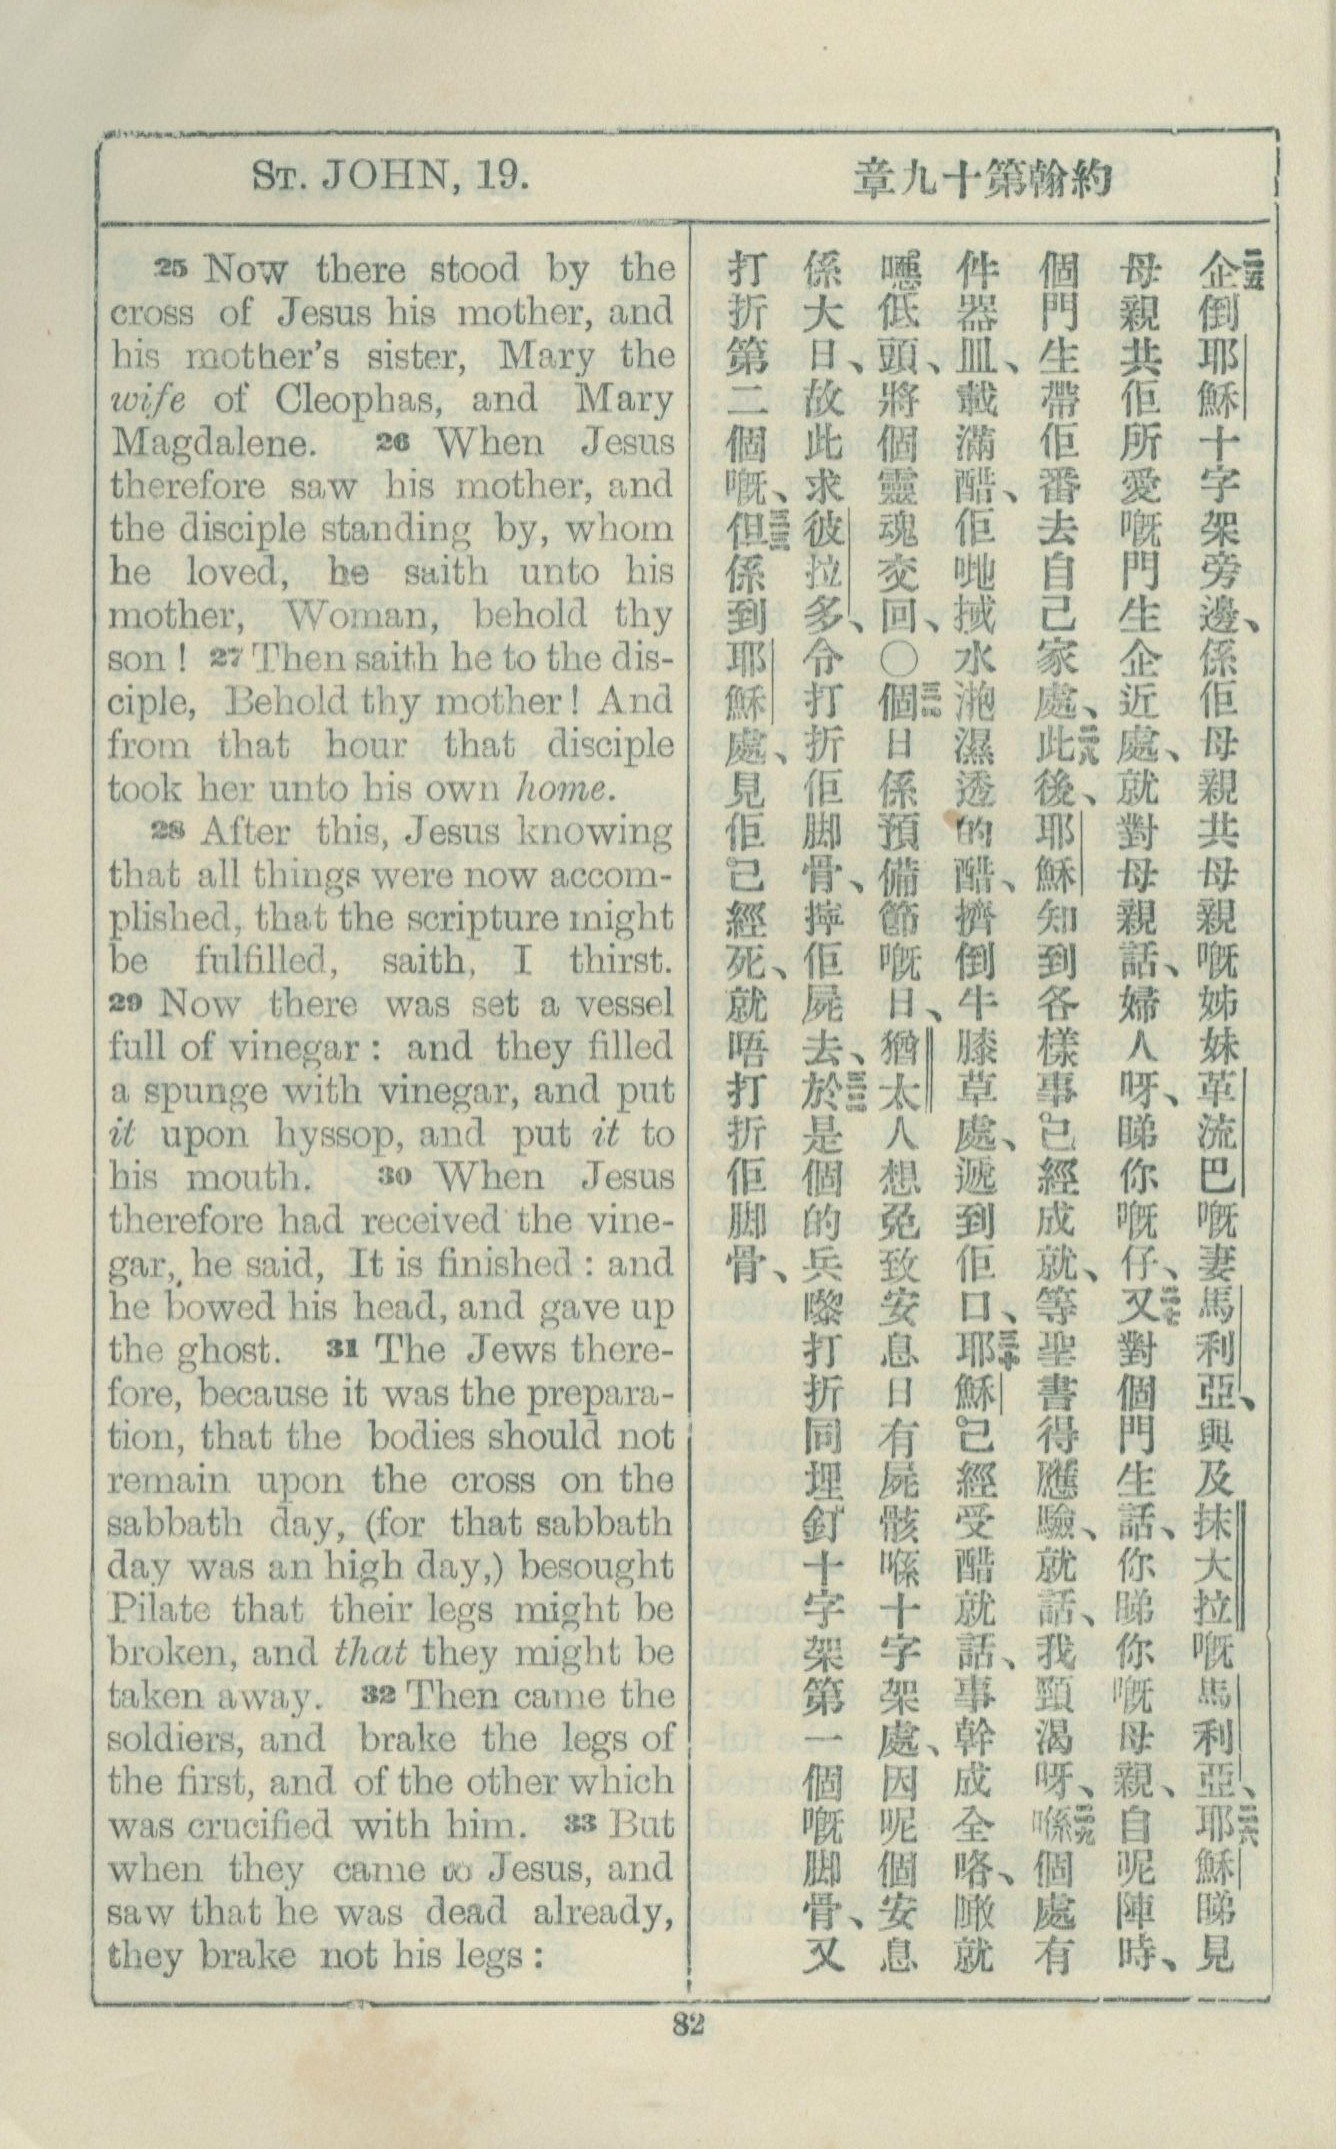 St. JOHN, 19.
約翰第十九章
25 Now there stood by the
cross of Jesus his mother, and
his mother's sister, Mary the
wife of Cleophas, and Mary
Magdalene. 26 When Jesus
therefore saw his mother, and
the disciple standing by, whom
he loved, he saith unto his
mother, Woman, behold thy
son! 27 Then saith he to the dis-
ciple, Behold thy mother! And
from that hour that disciple
took her unto his own home.
28 After this, Jesus knowing
that all things were now accom-
plished, that the scripture might
be fulfilled, saith, I thirst.
29 Now there was set a vessel
full of vinegar: and they filled
a spunge with vinegar, and put
it upon hyssop, and put it to
his mouth. 30 When Jesus
therefore had received the vine-
gar, he said, It is finished: and
he bowed his head, and gave up
the ghost. 31 The Jews there-
fore, because it was the prepara-
tion, that the bodies should not
remain upon the cross on the
sabbath day, (for that sabbath
day was an high day,) besought
Pilate that their legs might be
broken, and that they might be
taken away. 32 Then came the
soldiers, and brake the legs of
the first, and of the other which
was crucified with him. 33 But
when they came to Jesus, and
saw that he was dead already,
they brake not his legs:
二五企倒耶穌十字架旁邊、係佢母親共母親嘅姊妹革流巴嘅妻馬利亞、與及抹大拉嘅馬利亞、二六耶穌睇見
母親共佢所愛嘅門生企近處、就對母親話、婦人呀、睇你嘅仔、二七又對個門生話、你睇你嘅母親、自呢陣時、
個門生帶佢番去自己家處、二八此後、耶穌知到各樣事已經成就、等聖書得應驗、就話、我頸渴呀、二九喺個處有
件器皿、載滿醋、佢哋搣水泡濕透的醋、擠倒牛膝草處、遞到佢口、三十耶穌已經受醋就話、事幹成全咯、瞰就
嚦低頭、將個靈魂交回、〇三一個日係預備節嘅日、猶太人想免致安息日有屍骸喺十字架處、因呢個安息
係大日、故此求彼拉多、令打折佢脚骨、擰佢屍去、三二於是個的兵嚟打折同埋釘十字架第一個嘅脚骨、又
打折第二個嘅、三三但係到耶穌處、見佢已經死、就唔打折佢脚骨、
82